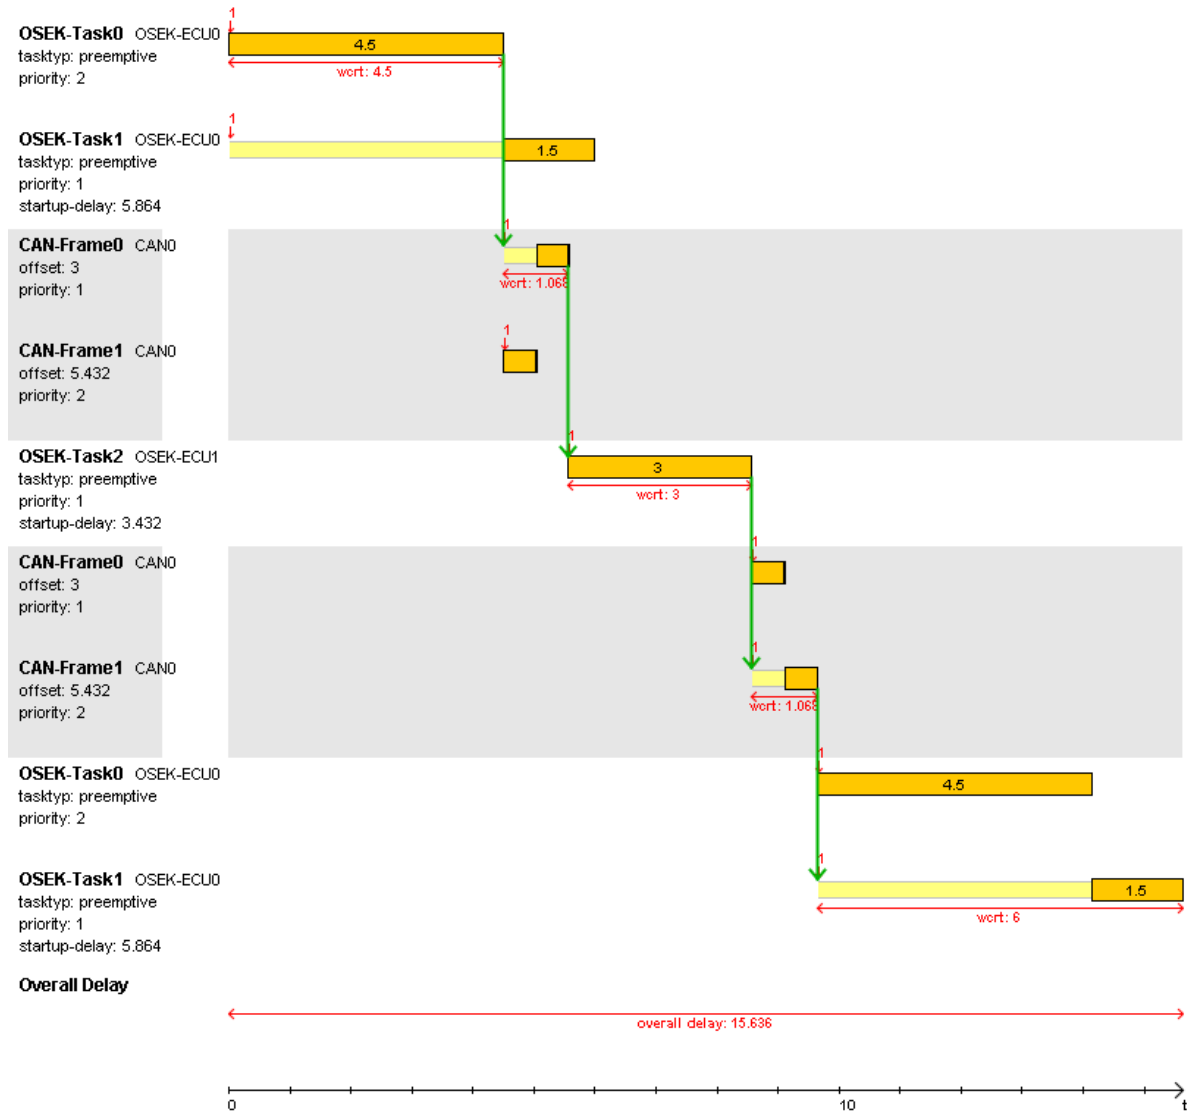 1
OSEK-Task0 OSEK-ECU0
4.5
tasktyp: preemptive
wcrt: 4.5
priority: 2
1
OSEK-Task1 OSEK-ECU0
1.5
tasktyp: preemptive
priority: 1
startup-delay: 5.864
1
CAN-Frame0 CAN0
offset: 3
wcrt: 1.068
priority: 1
1
CAN-Frame1 CAN0
offset: 5.432
priority: 2
1
OSEK-Task2 OSEK-ECU1
3
tasktyp: preemptive
wcrt: 3
priority: 1
startup-delay: 3.432
1
CAN-Frame0 CAN0
offset: 3
priority: 1
1
CAN-Frame1 CAN0
offset: 5.432
wcrt: 1.068
priority: 2
1
OSEK-Task0 OSEK-ECU0
4.5
tasktyp: preemptive
priority: 2
1
OSEK-Task1 OSEK-ECU0
1.5
tasktyp: preemptive
wcrt: 6
priority: 1
startup-delay: 5.864
Overall Delay
overall delay: 15.636
0 10 t